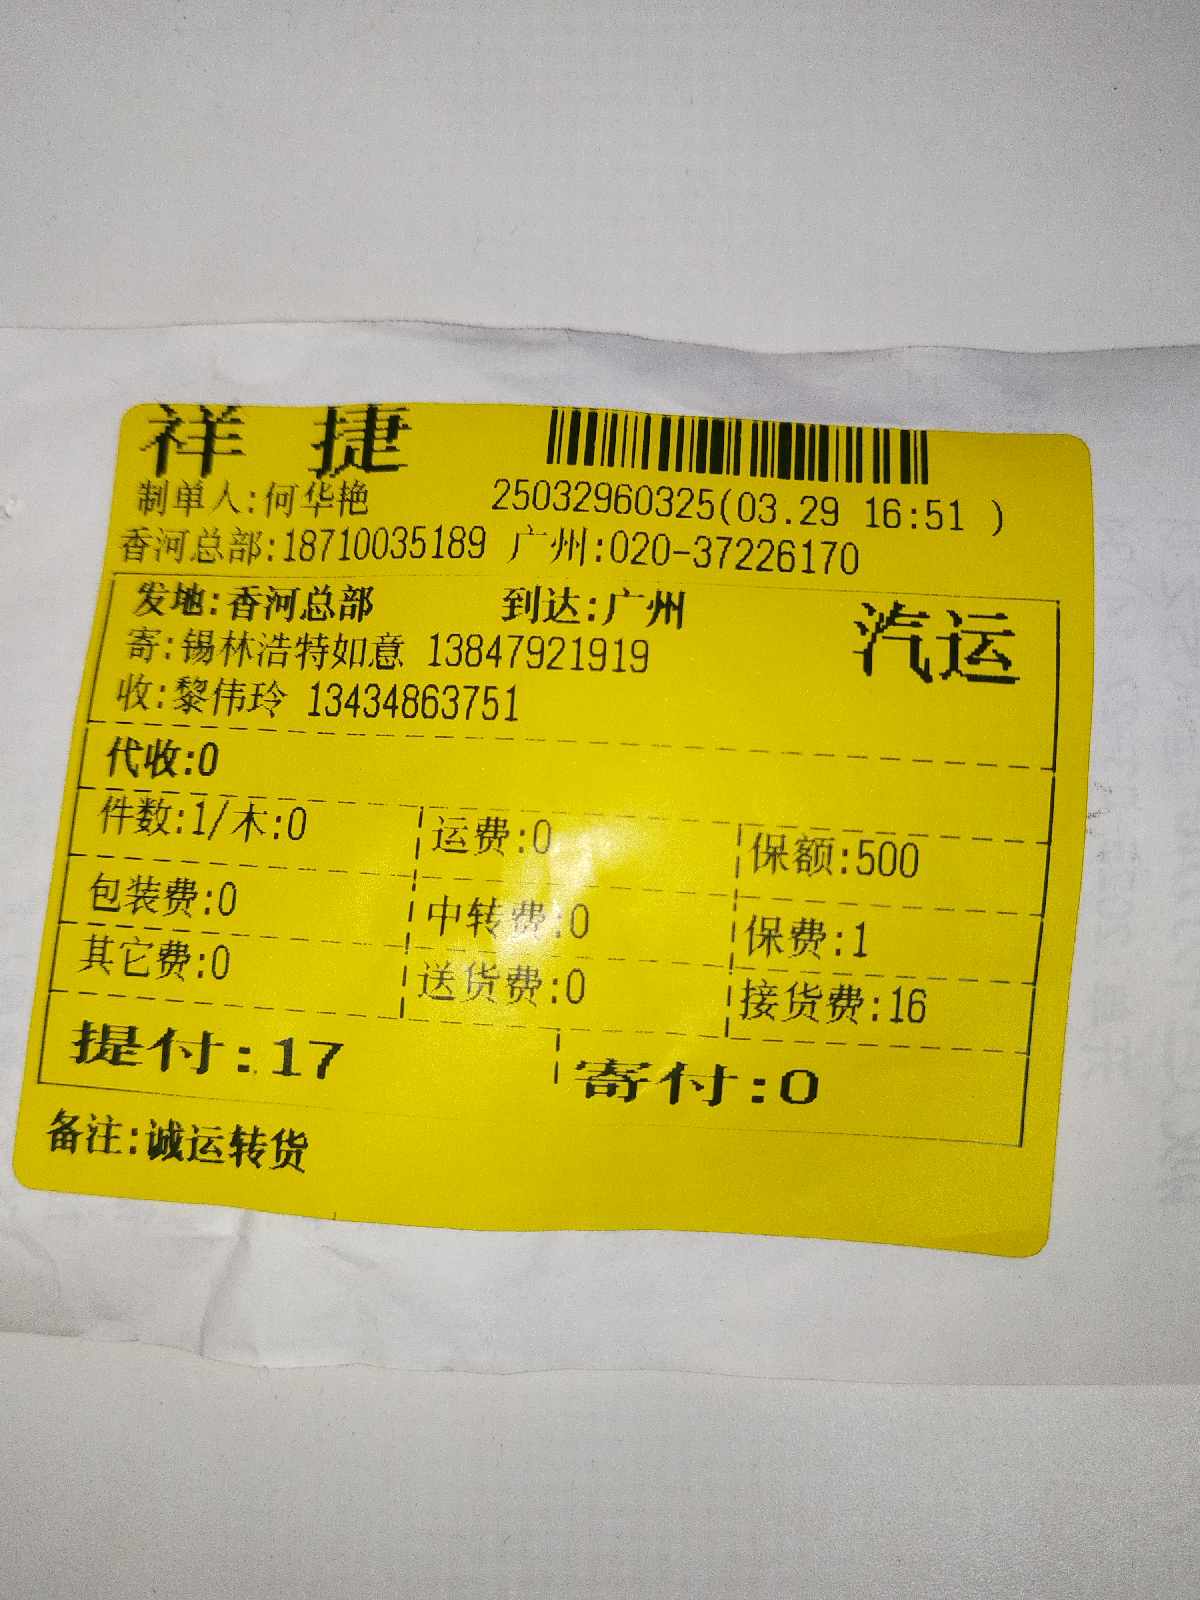 祥 捷
制单人:何华艳 25032960325(03.29 16:51 )
香河总部:18710035189 广州:020-37226170
发地:香河总部 到达:广州 汽运
寄:锡林浩特如意 13847921919
收:黎伟玲 13434863751
代收:0
件数:1/木:0 运费:0 保额:500
包装费:0 中转费:0 保费:1
其它费:0 送货费:0 接货费:16
提付:17 寄付:0
备注:诚运转货